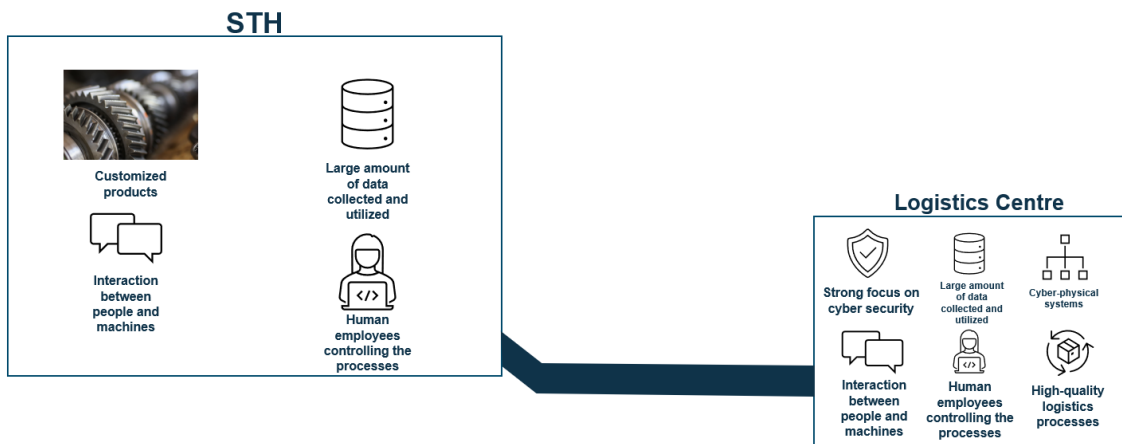 STH
Customized
products
Large amount
of data
collected and
utilized
Interaction
between
people and
machines
</>
Human
employees
controlling the
processes
Logistics Centre
Strong focus on
cyber security
Large amount
of data
collected and
utilized
Cyber-physical
systems
Interaction
between
people and
machines
</>
Human
employees
controlling the
processes
High-quality
logistics
processes